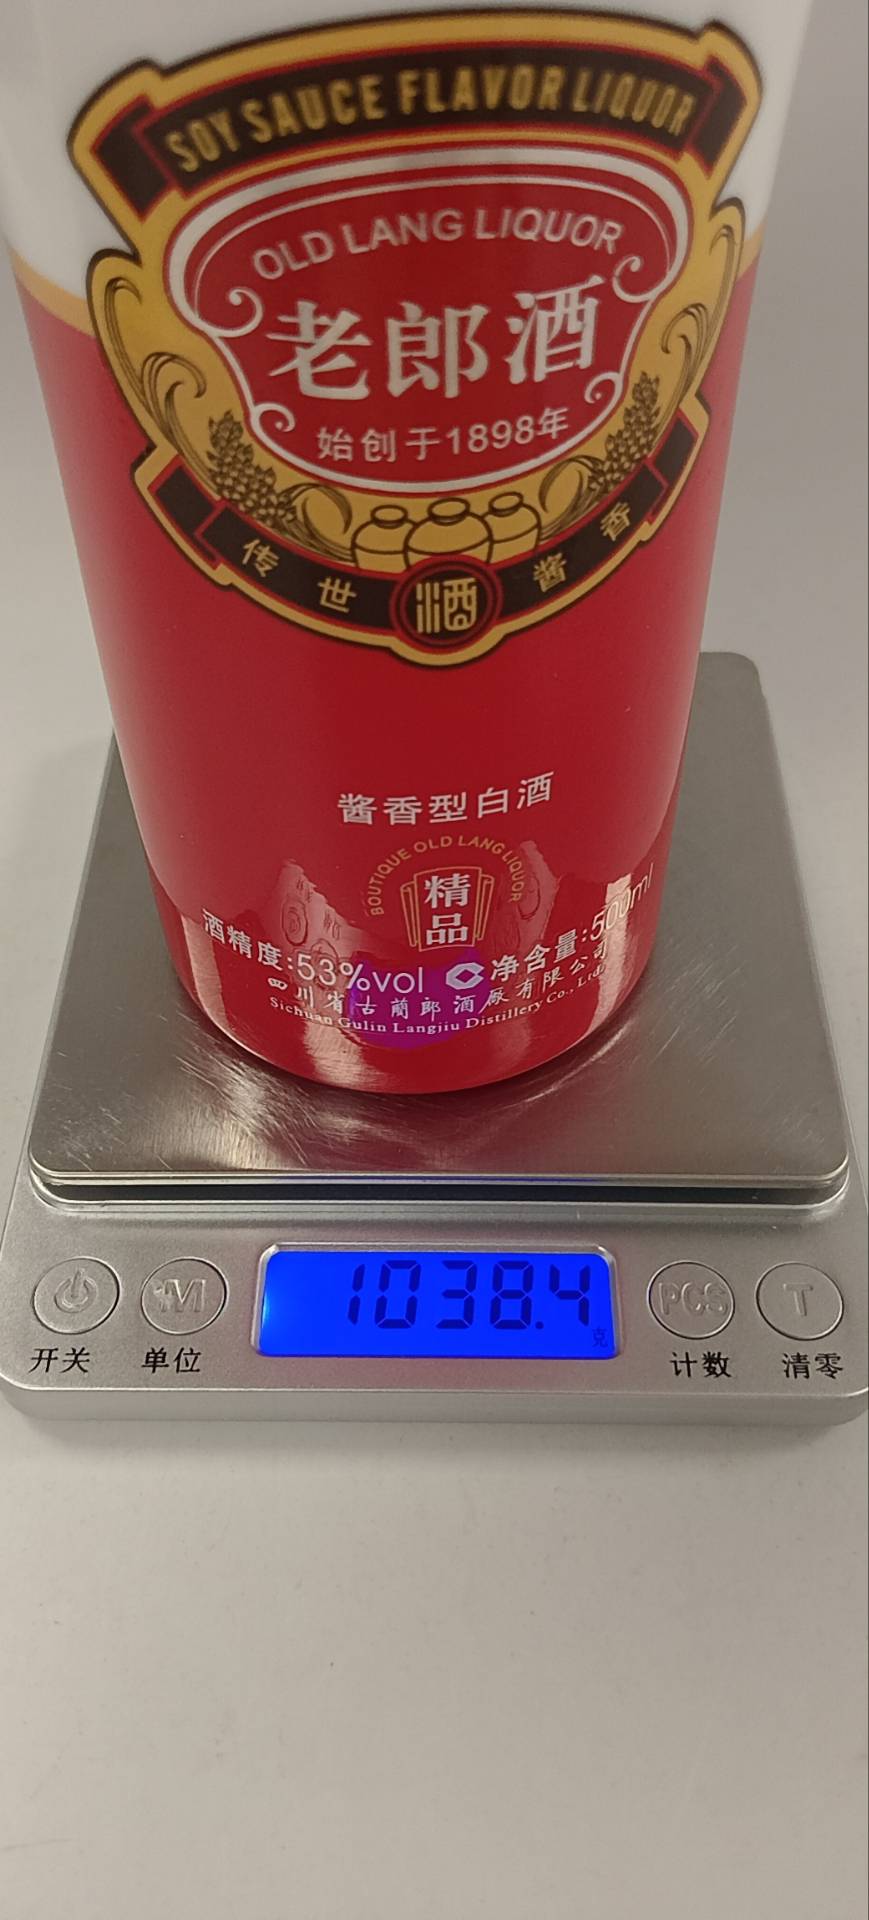 SOY SAUCE FLAVOR LIQUOR
OLD LANG LIQUOR
老郎酒
始创于1898年
传世 酒 酱香
酱香型白酒
BOUTIQUE OLD LANG LIQUOR
精品
酒精度:53%vol 净含量:500ml
四川省古蔺郎酒厰有限公司
Sichuan Gulin Langjiu Distillery Co., Ltd.
1038.4
克
M PCS T
开关 单位 计数 清零